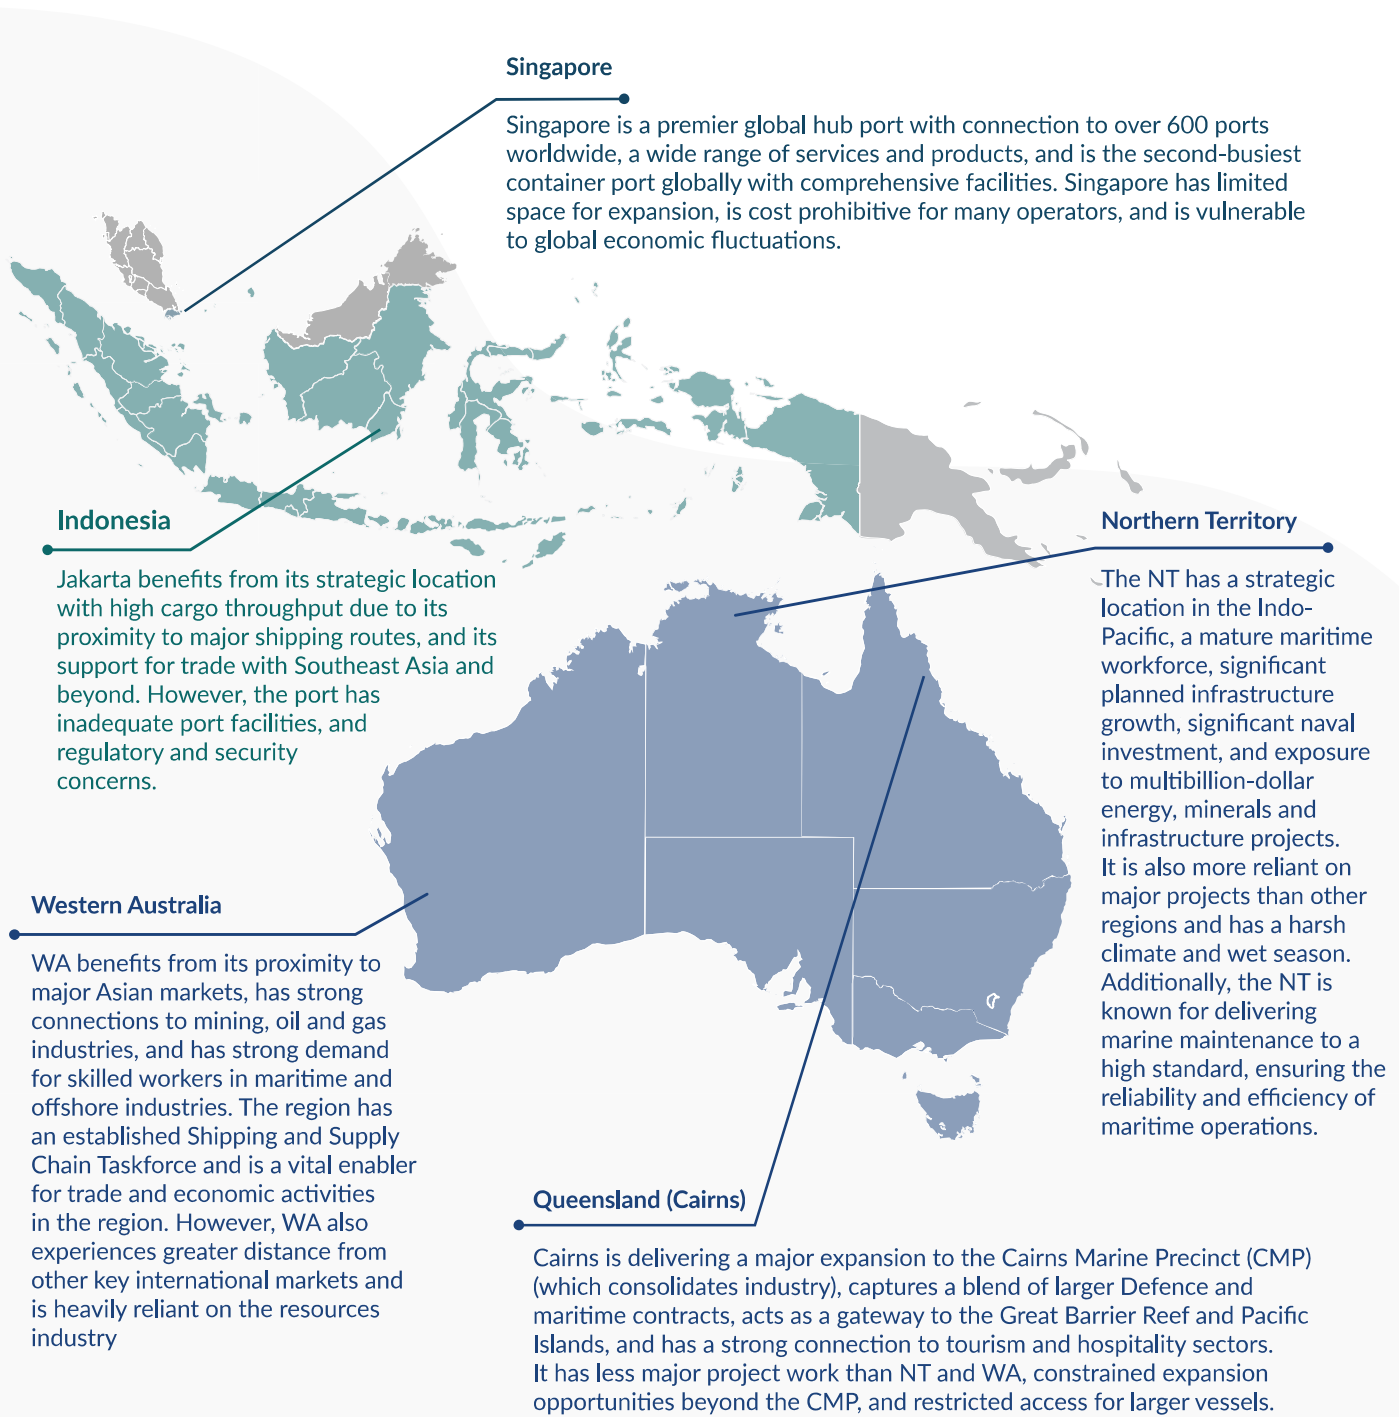 Singapore
Singapore is a premier global hub port with connection to over 600 ports
worldwide, a wide range of services and products, and is the second-busiest
container port globally with comprehensive facilities. Singapore has limited
space for expansion, is cost prohibitive for many operators, and is vulnerable
to global economic fluctuations.
Indonesia
Jakarta benefits from its strategic location
with high cargo throughput due to its
proximity to major shipping routes, and its
support for trade with Southeast Asia and
beyond. However, the port has
inadequate port facilities, and
regulatory and security
concerns.
Northern Territory
The NT has a strategic
location in the Indo-
Pacific, a mature maritime
workforce, significant
planned infrastructure
growth, significant naval
investment, and exposure
to multibillion-dollar
energy, minerals and
infrastructure projects.
It is also more reliant on
major projects than other
regions and has a harsh
climate and wet season.
Additionally, the NT is
known for delivering
marine maintenance to a
high standard, ensuring the
reliability and efficiency of
maritime operations.
Western Australia
WA benefits from its proximity to
major Asian markets, has strong
connections to mining, oil and gas
industries, and has strong demand
for skilled workers in maritime and
offshore industries. The region has
an established Shipping and Supply
Chain Taskforce and is a vital enabler
for trade and economic activities
in the region. However, WA also
experiences greater distance from
other key international markets and
is heavily reliant on the resources
industry
Queensland (Cairns)
Cairns is delivering a major expansion to the Cairns Marine Precinct (CMP)
(which consolidates industry), captures a blend of larger Defence and
maritime contracts, acts as a gateway to the Great Barrier Reef and Pacific
Islands, and has a strong connection to tourism and hospitality sectors.
It has less major project work than NT and WA, constrained expansion
opportunities beyond the CMP, and restricted access for larger vessels.